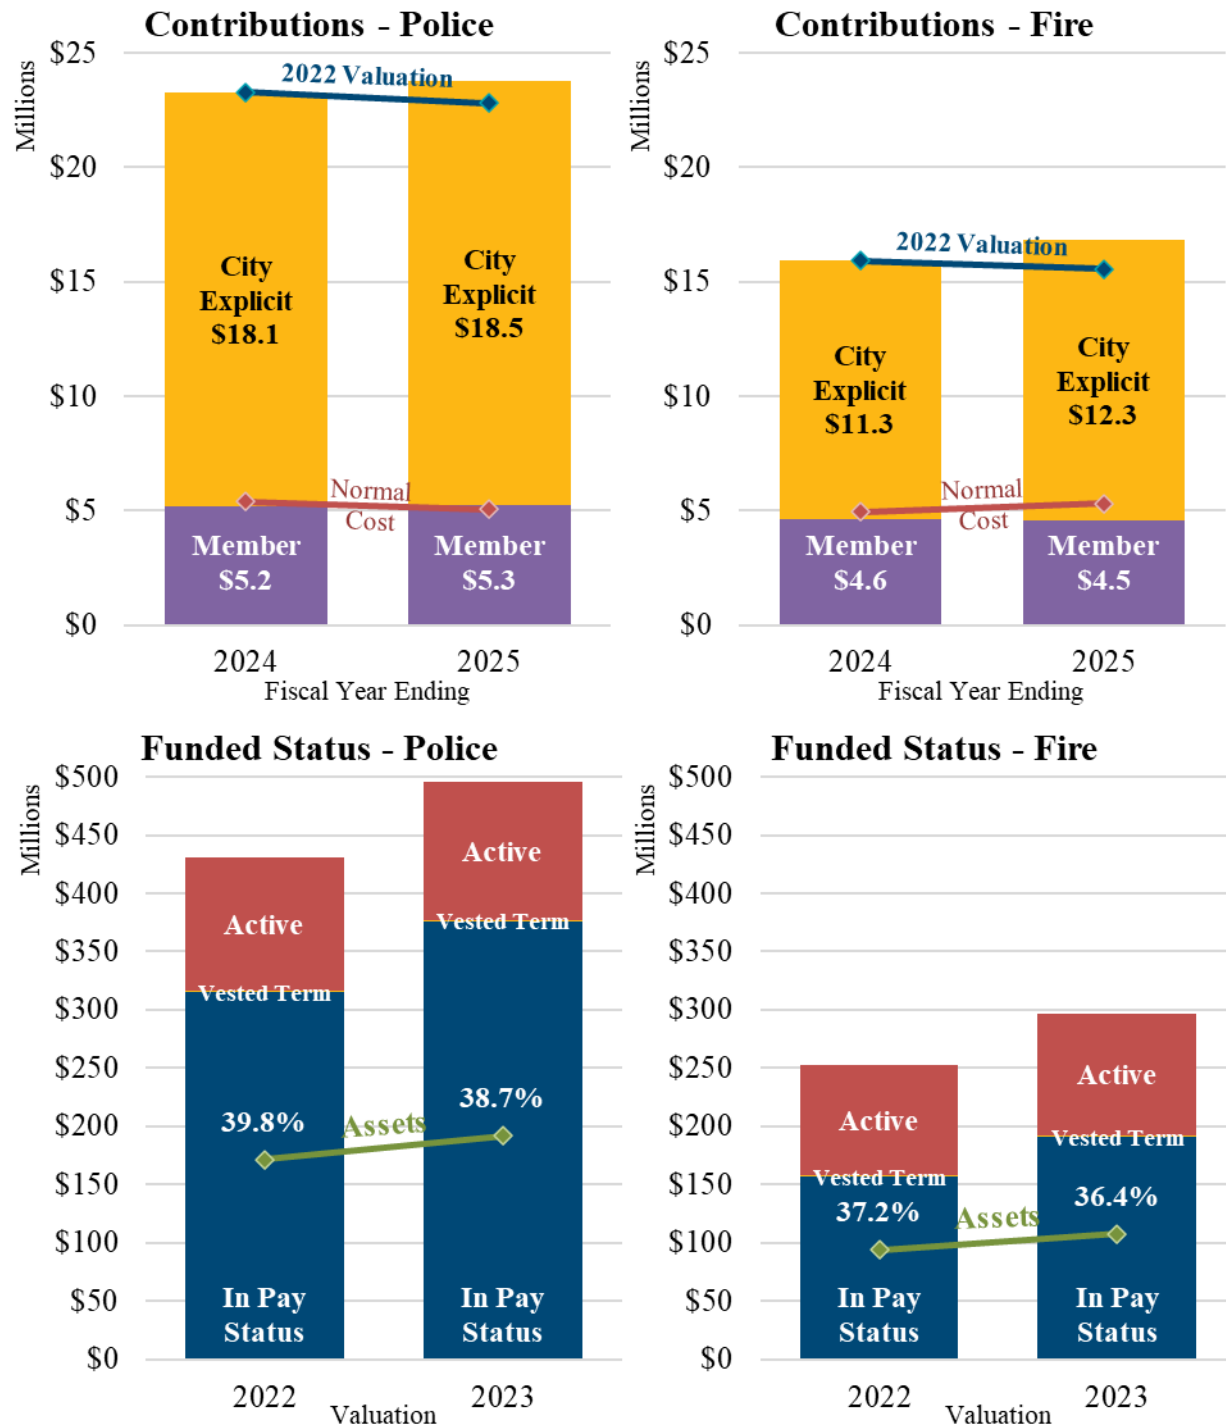 Contributions - Police
Millions
$25
$20
$15
$10
$5
$0
2022 Valuation
City
Explicit
$18.1
City
Explicit
$18.5
Normal
Cost
Member
$5.2
Member
$5.3
2024
2025
Fiscal Year Ending
Contributions - Fire
Millions
$25
$20
$15
$10
$5
$0
2022 Valuation
City
Explicit
$11.3
City
Explicit
$12.3
Normal
Cost
Member
$4.6
Member
$4.5
2024
2025
Fiscal Year Ending
Funded Status - Police
Millions
$500
$450
$400
$350
$300
$250
$200
$150
$100
$50
$0
Active
Vested Term
39.8%
In Pay
Status
Assets
Active
Vested Term
38.7%
In Pay
Status
2022
2023
Valuation
Funded Status - Fire
Millions
$500
$450
$400
$350
$300
$250
$200
$150
$100
$50
$0
Active
Vested Term
37.2%
In Pay
Status
Assets
Active
Vested Term
36.4%
In Pay
Status
2022
2023
Valuation